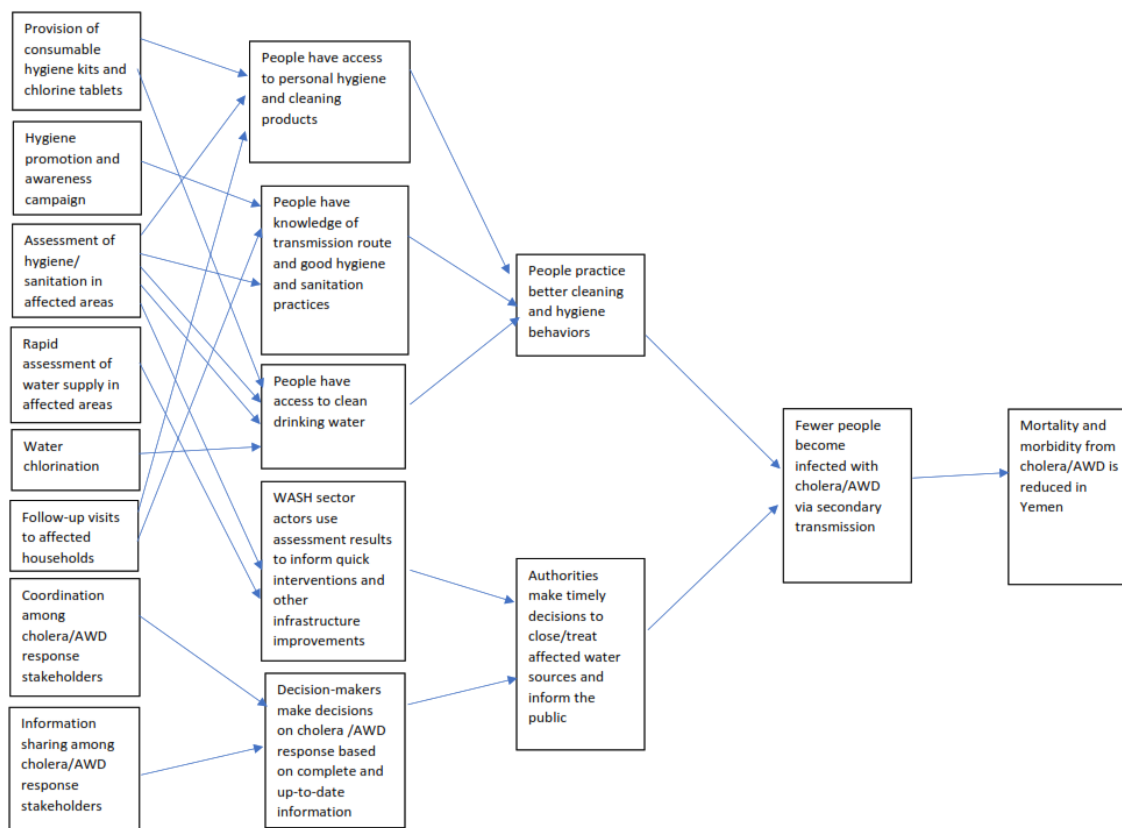 Provision of
consumable
hygiene kits and
chlorine tablets
Hygiene
promotion and
awareness
campaign
Assessment of
hygiene/
sanitation in
affected areas
Rapid
assessment of
water supply in
affected areas
Water
chlorination
Follow-up visits
to affected
households
Coordination
among
cholera/AWD
response
stakeholders
Information
sharing among
cholera/AWD
response
stakeholders
People have access
to personal hygiene
and cleaning
products
People have
knowledge of
transmission route
and good hygiene
and sanitation
practices
People have
access to clean
drinking water
WASH sector
actors use
assessment results
to inform quick
interventions and
other
infrastructure
improvements
Decision-makers
make decisions
on cholera /AWD
response based
on complete and
up-to-date
information
People practice
better cleaning
and hygiene
behaviors
Authorities
make timely
decisions to
close/treat
affected water
sources and
inform the
public
Fewer people
become
infected with
cholera/AWD
via secondary
transmission
Mortality and
morbidity from
cholera/AWD is
reduced in
Yemen